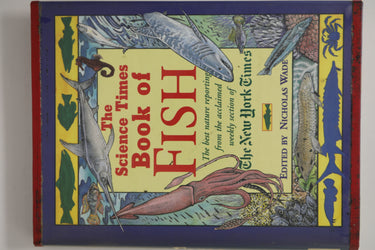 The
Science Times
Book of
FISH
The best nature reporting
from the acclaimed
weekly section of
The New York Times
EDITED BY NICHOLAS WADE